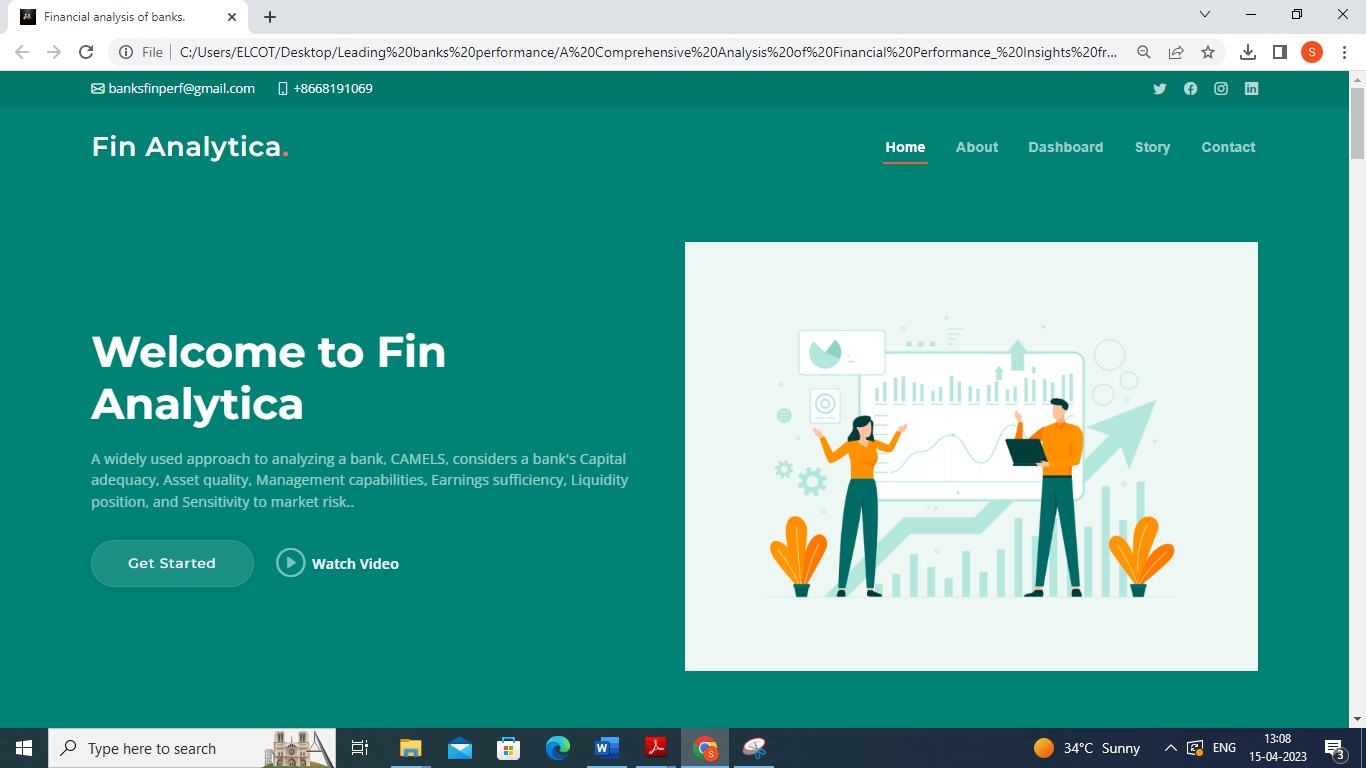 Financial analysis of banks.
File
C:/Users/ELCOT/Desktop/Leading%20banks%20performance/A%20Comprehensive%20Analysis%20of%20Financial%20Performance_%20Insights%20fr...
S
banksfinperf@gmail.com +8668191069
Fin Analytica.
Home About Dashboard Story Contact
Welcome to Fin
Analytica
A widely used approach to analyzing a bank, CAMELS, considers a bank's Capital
adequacy, Asset quality, Management capabilities, Earnings sufficiency, Liquidity
position, and Sensitivity to market risk..
Get Started Watch Video
Type here to search
34°C Sunny
ENG
13:08
15-04-2023
3